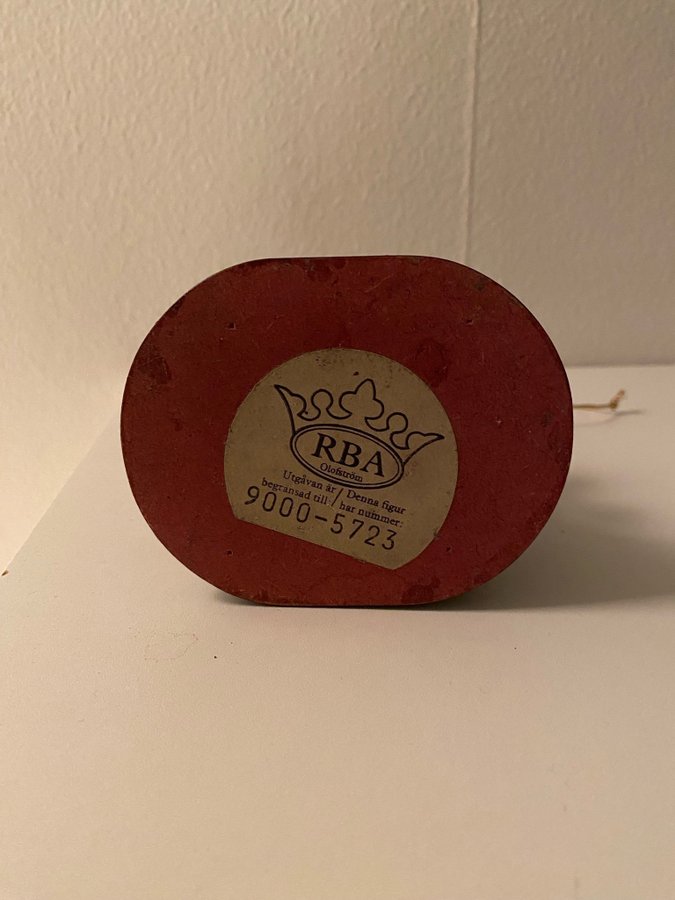 RBA
Olofström
Utgåvan är / Denna figur
begränsad till: / har nummer:
9000-5723